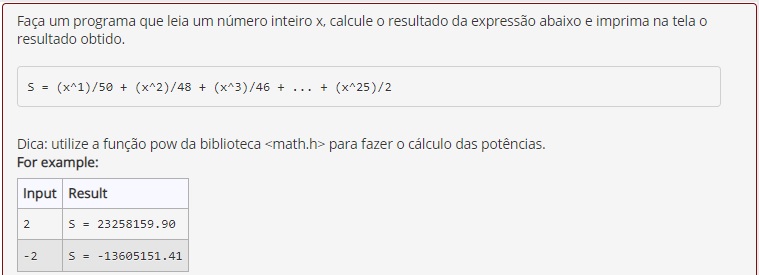 Faça um programa que leia um número inteiro x, calcule o resultado da expressão abaixo e imprima na tela o
resultado obtido.
S = (x^1)/50 + (x^2)/48 + (x^3)/46 + ... + (x^25)/2
Dica: utilize a função pow da biblioteca <math.h> para fazer o cálculo das potências.
For example:
Input Result
2 S = 23258159.90
-2 S = -13605151.41